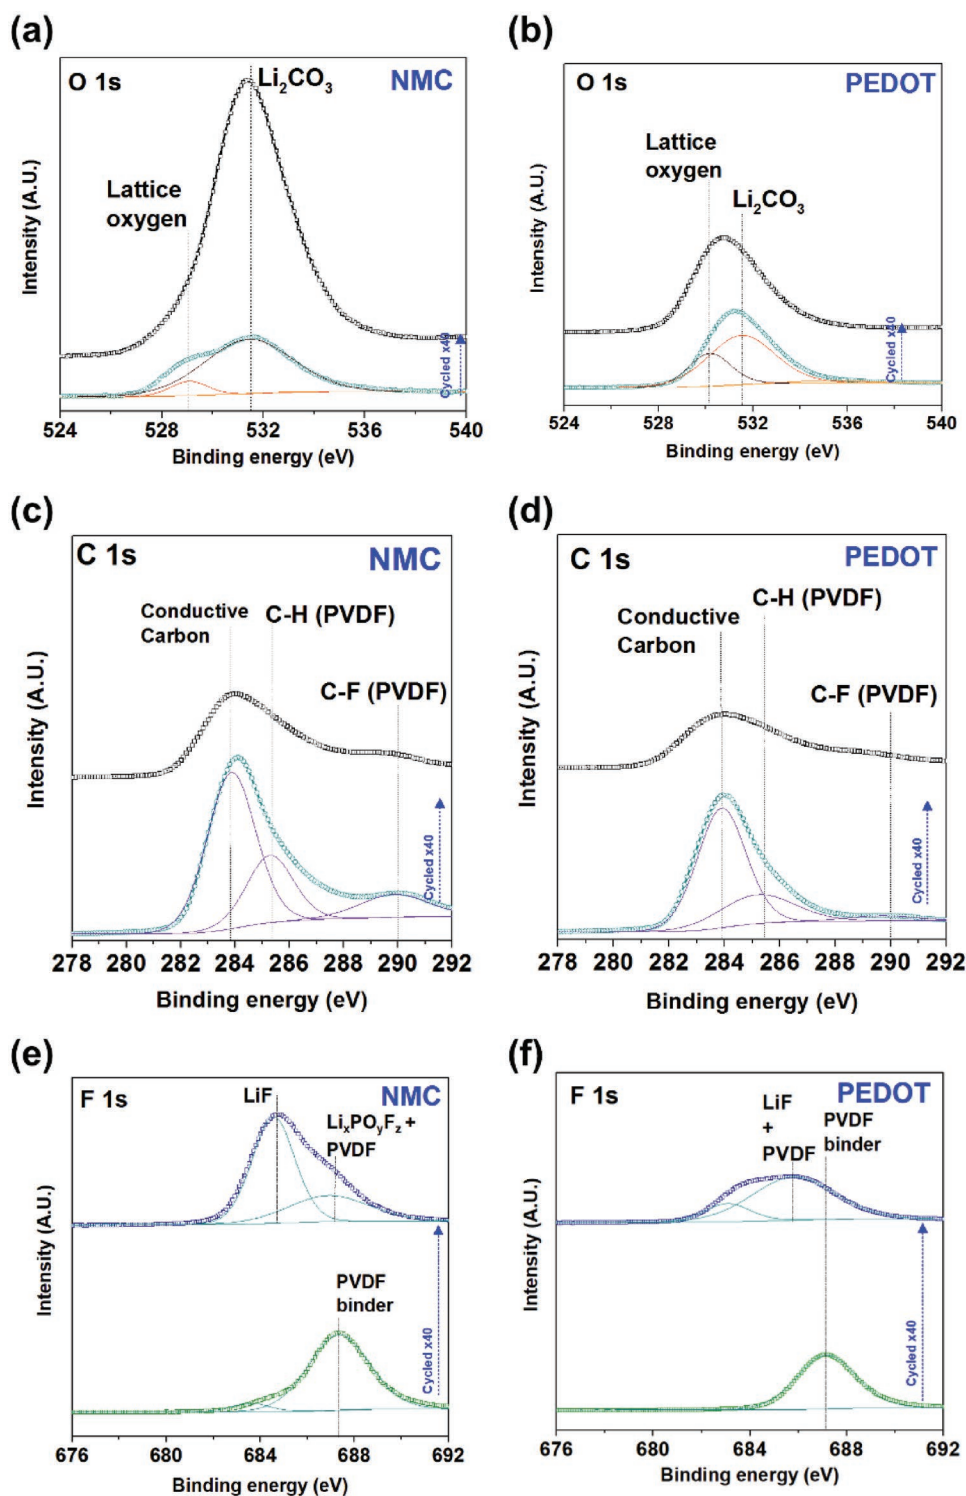 (a)
O 1s
NMC
Li₂CO₃
Lattice
oxygen
Intensity (A.U.)
Cycled x40
524 528 532 536 540
Binding energy (eV)
(b)
O 1s
PEDOT
Lattice
oxygen
Li₂CO₃
Intensity (A.U.)
Cycled x40
524 528 532 536 540
Binding energy (eV)
(c)
C 1s
NMC
Conductive
Carbon
C-H (PVDF)
C-F (PVDF)
Intensity (A.U.)
Cycled x40
278 280 282 284 286 288 290 292
Binding energy (eV)
(d)
C 1s
PEDOT
C-H (PVDF)
Conductive
Carbon
C-F (PVDF)
Intensity (A.U.)
Cycled x40
278 280 282 284 286 288 290 292
Binding energy (eV)
(e)
F 1s
NMC
LiF
LiₓPOᵧF_z +
PVDF
PVDF
binder
Intensity (A.U.)
Cycled x40
676 680 684 688 692
Binding energy (eV)
(f)
F 1s
PEDOT
LiF
+
PVDF
PVDF
binder
Intensity (A.U.)
Cycled x40
676 680 684 688 692
Binding energy (eV)